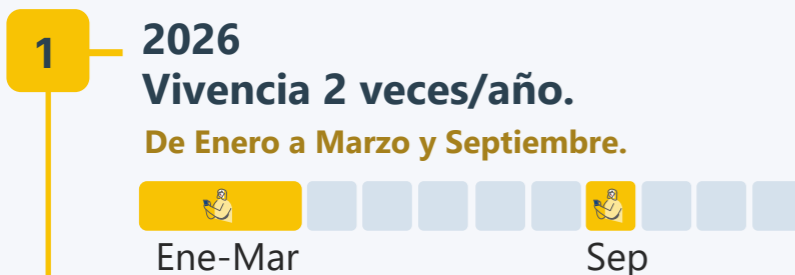 1
2026
Vivencia 2 veces/año.
De Enero a Marzo y Septiembre.
Ene-Mar
Sep